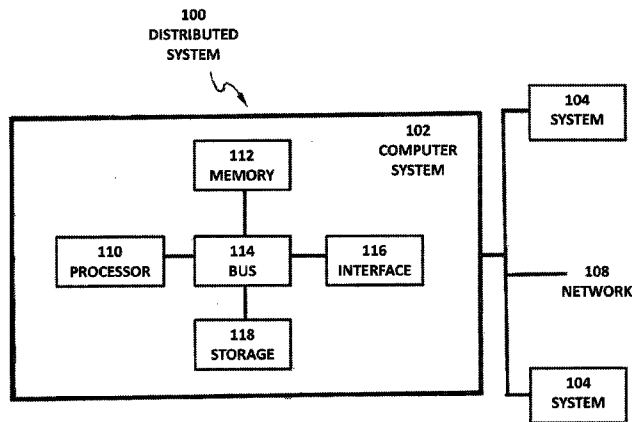 100
DISTRIBUTED
SYSTEM
104
SYSTEM
102
COMPUTER
SYSTEM
112
MEMORY
110
PROCESSOR
114
BUS
116
INTERFACE
108
NETWORK
118
STORAGE
104
SYSTEM